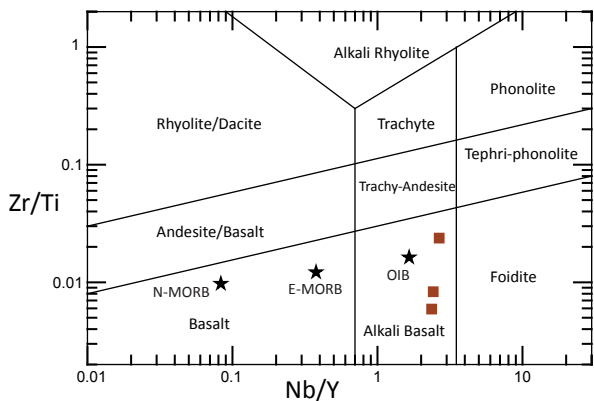 1
Alkali Rhyolite
Phonolite
Rhyolite/Dacite
Trachyte
Tephri-phonolite
0.1
Trachy-Andesite
Zr/Ti
Andesite/Basalt
OIB
E-MORB
Foidite
0.01
N-MORB
Basalt
Alkali Basalt
0.01
0.1
1
10
Nb/Y